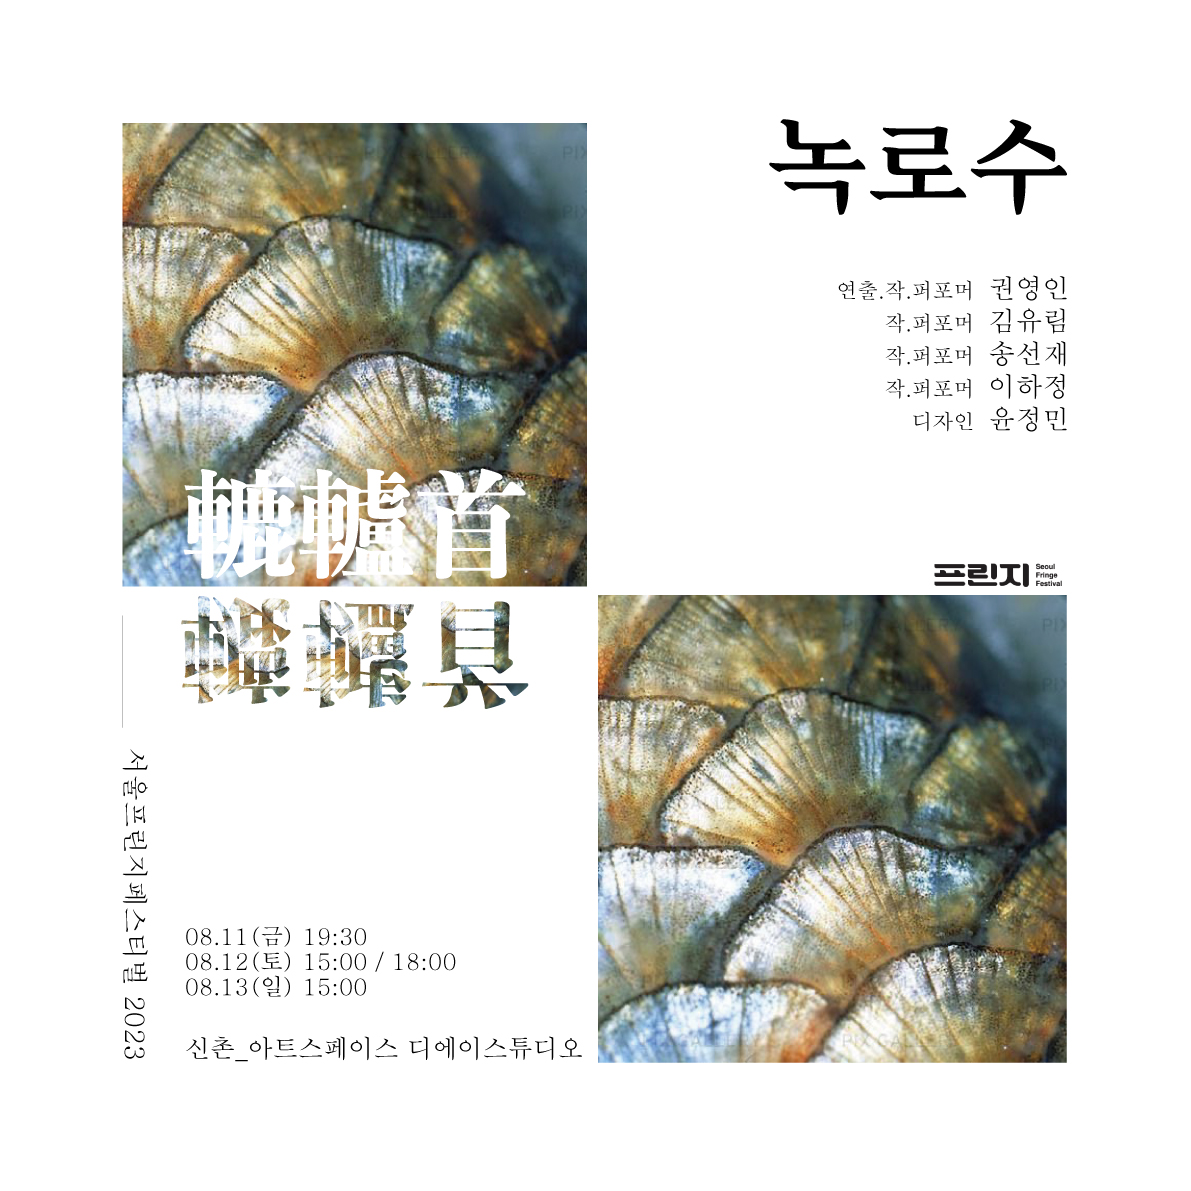 녹로수
연출.작.퍼포머 권영인
작.퍼포머 김유림
작.퍼포머 송선재
작.퍼포머 이하정
디자인 윤정민
轆轤首
프린지 Seoul
Fringe
Festival
서울프린지페스티벌 2023
08.11(금) 19:30
08.12(토) 15:00 / 18:00
08.13(일) 15:00
신촌_아트스페이스 디에이스튜디오